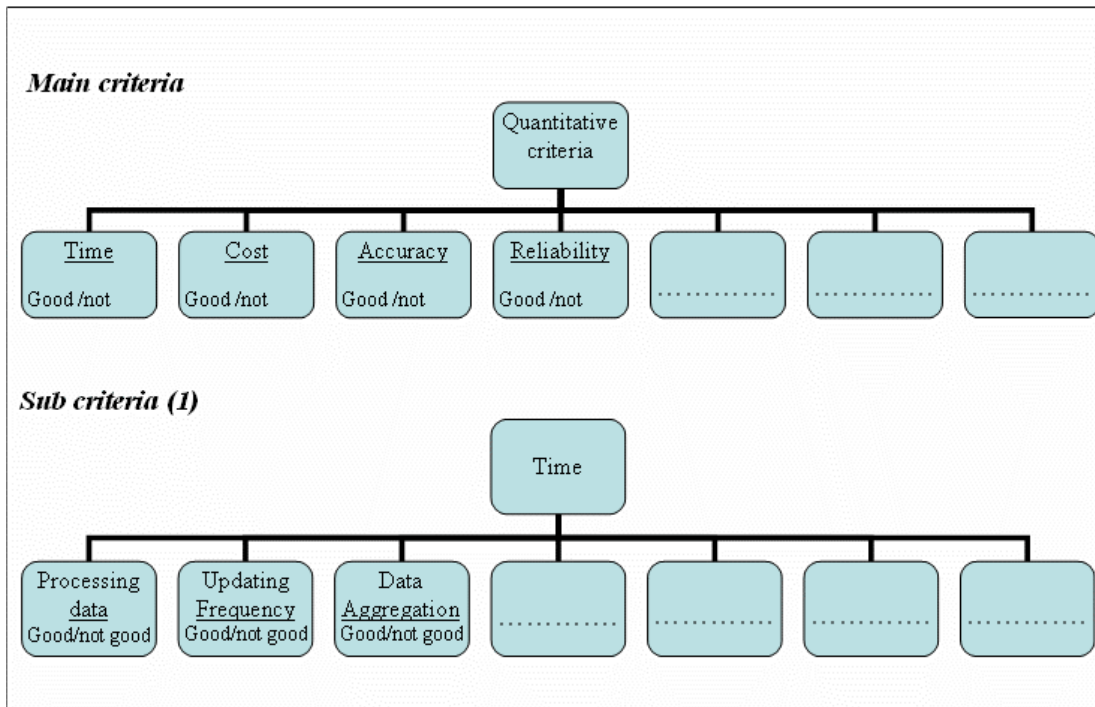 Main criteria
Quantitative
criteria
Time
Good /not
Cost
Good /not
Accuracy
Good /not
Reliability
Good /not
..............
..............
..............
Sub criteria (1)
Time
Processing
data
Good/not good
Updating
Frequency
Good/not good
Data
Aggregation
Good/not good
..............
..............
..............
..............